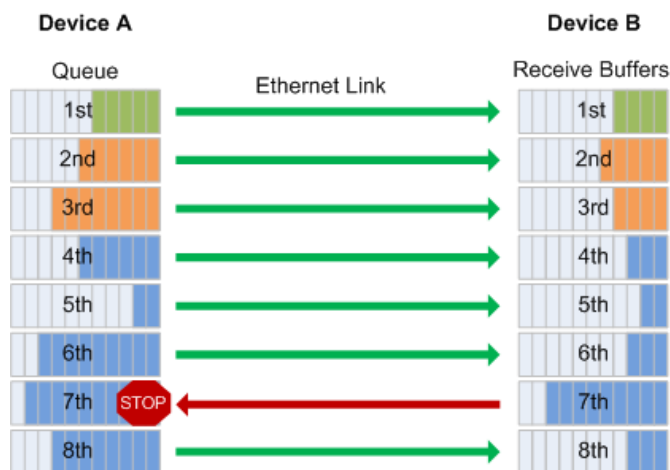 Device A Device B
Queue Ethernet Link Receive Buffers
1st 1st
2nd 2nd
3rd 3rd
4th 4th
5th 5th
6th 6th
7th STOP 7th
8th 8th